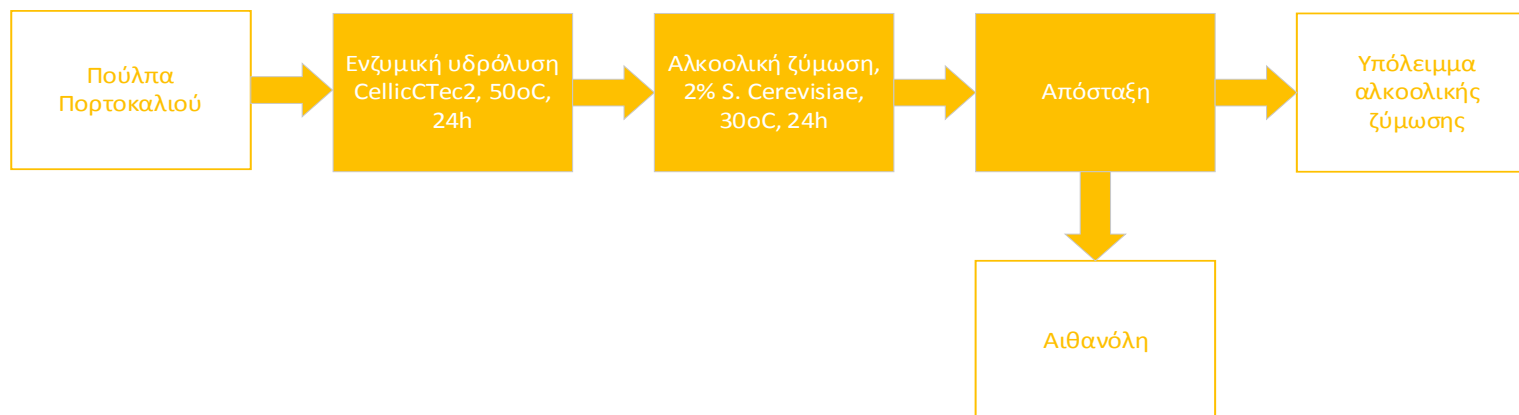 Πούλπα
Πορτοκαλιού
Ενζυμική υδρόλυση
CellicCTec2, 50oC,
24h
Αλκοολική ζύμωση,
2% S. Cerevisiae,
30oC, 24h
Απόσταξη
Υπόλειμμα
αλκοολικής
ζύμωσης
Αιθανόλη